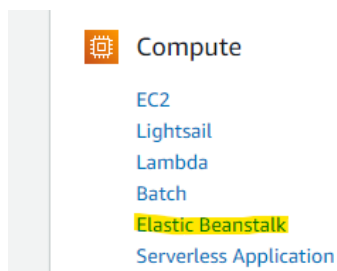 Compute
EC2
Lightsail
Lambda
Batch
Elastic Beanstalk
Serverless Application